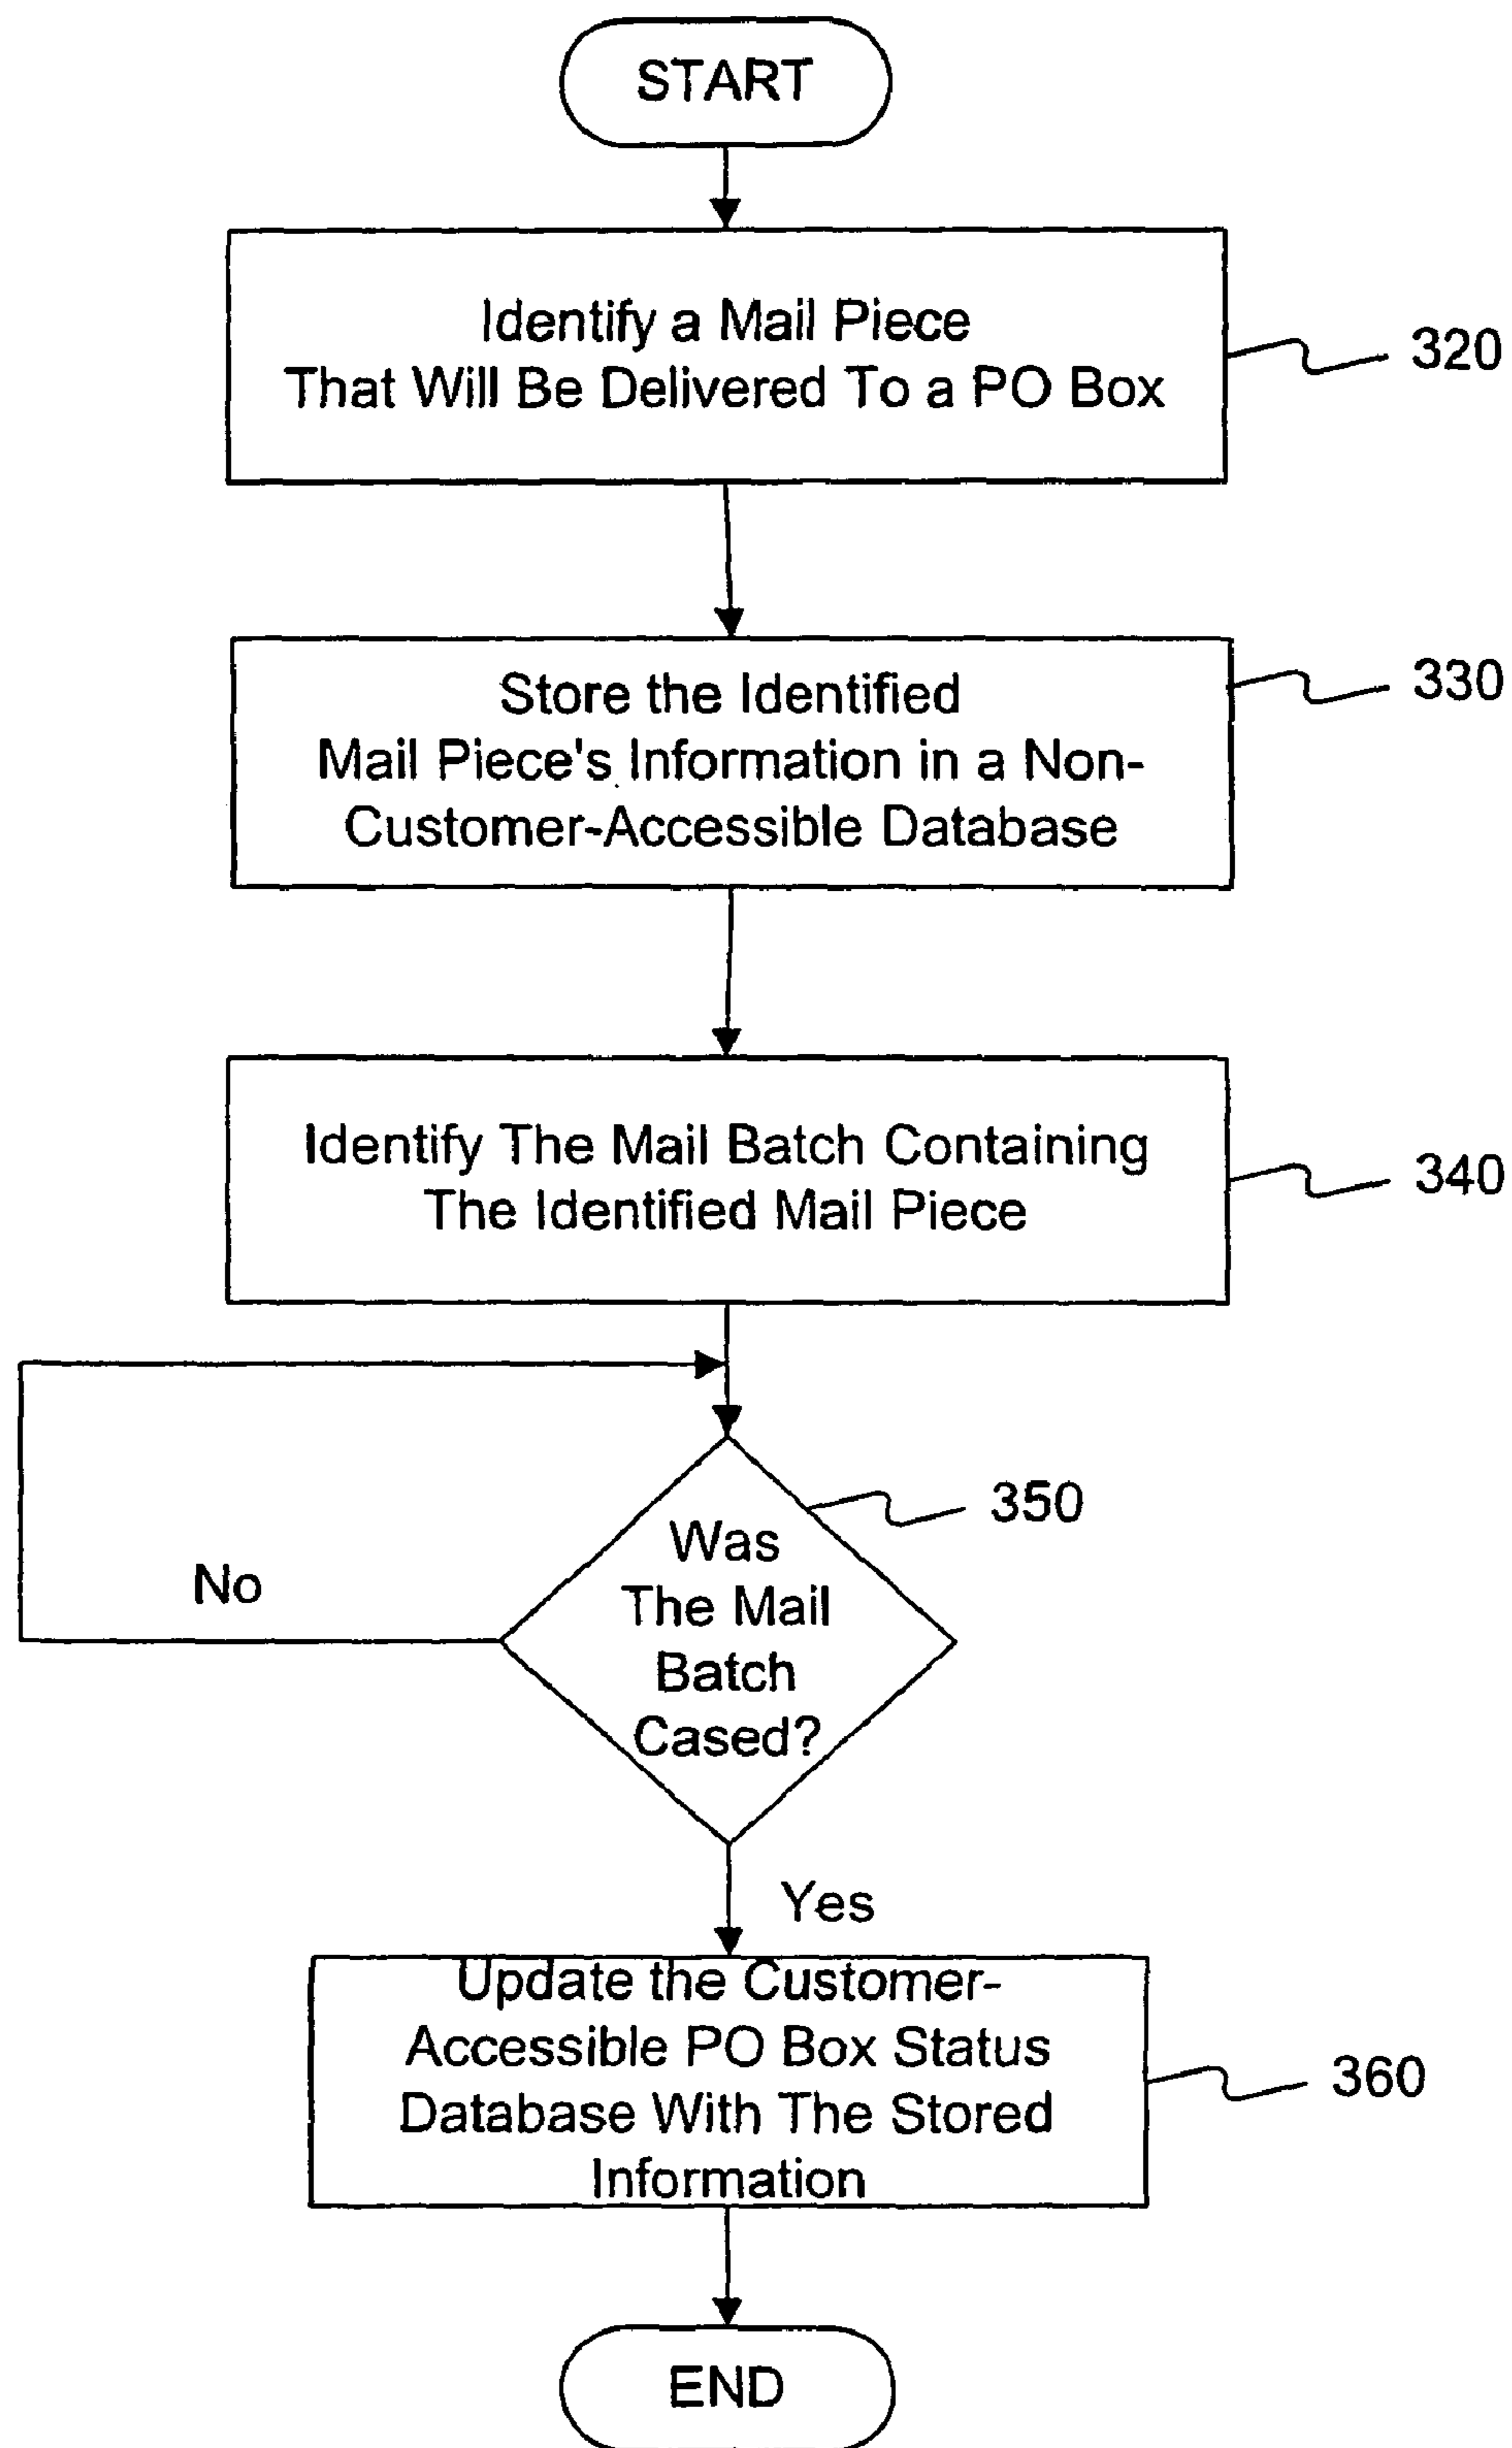 START
Identify a Mail Piece
That Will Be Delivered To a PO Box
320
Store the Identified
Mail Piece's Information in a Non-
Customer-Accessible Database
330
Identify The Mail Batch Containing
The Identified Mail Piece
340
350
Was
The Mail
Batch
Cased?
No
Yes
Update the Customer-
Accessible PO Box Status
Database With The Stored
Information
360
END